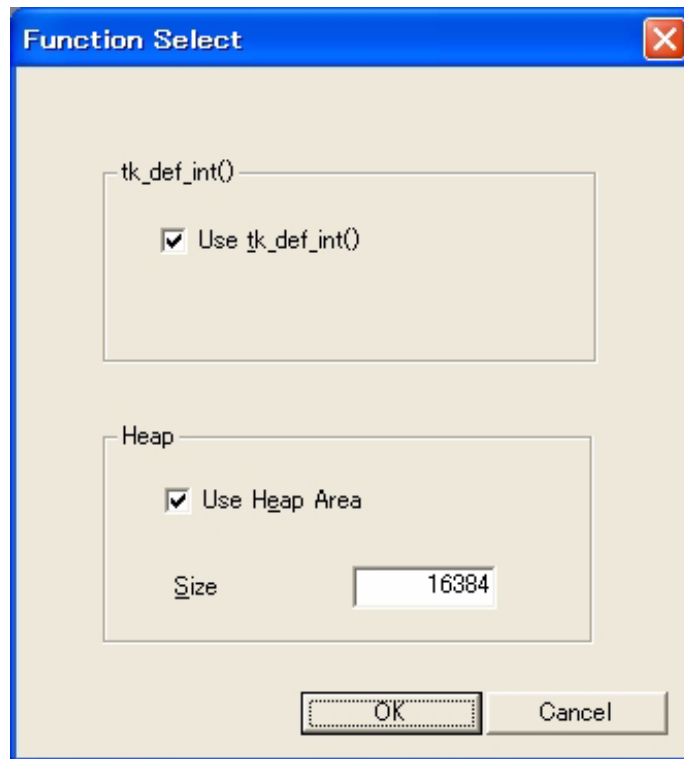 Function Select
tk_def_int()
Use tk_def_int()
Heap
Use Heap Area
Size 16384
OK Cancel